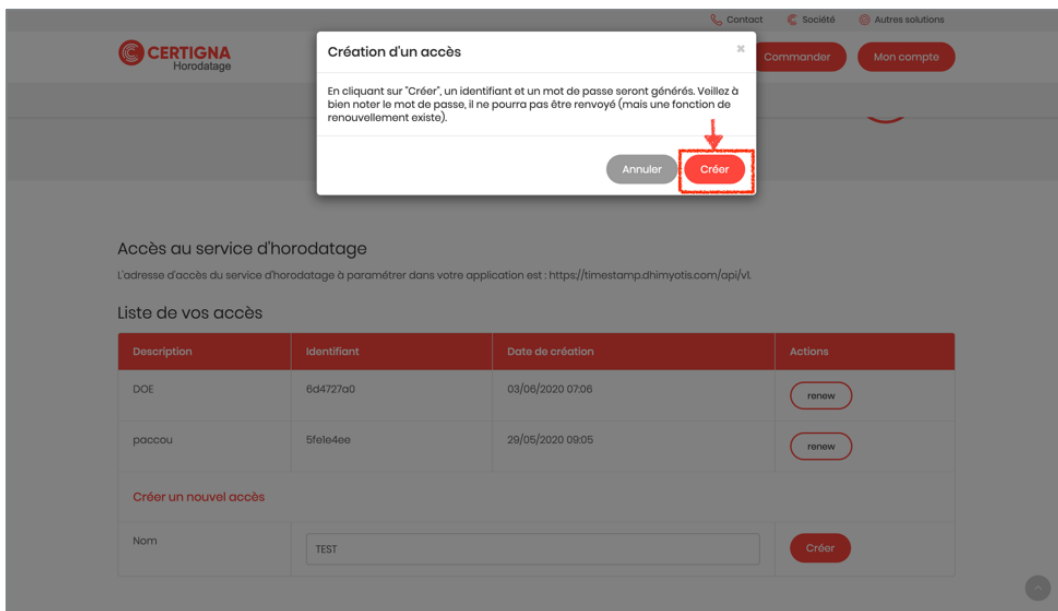 Contact Société Autres solutions
CERTIGNA
Horodatage
Commander Mon compte
Création d'un accès ×
En cliquant sur "Créer", un identifiant et un mot de passe seront générés. Veillez à
bien noter le mot de passe, il ne pourra pas être renvoyé (mais une fonction de
renouvellement existe).
Annuler Créer
Accès au service d'horodatage
L'adresse d'accès du service d'horodatage à paramétrer dans votre application est : https://timestamp.dhimyotis.com/api/v1.
Liste de vos accès
Description Identifiant Date de création Actions
DOE 6d4727a0 03/06/2020 07:06 renew
paccou 5fe1e4ee 29/05/2020 09:05 renew
Créer un nouvel accès
Nom TEST Créer